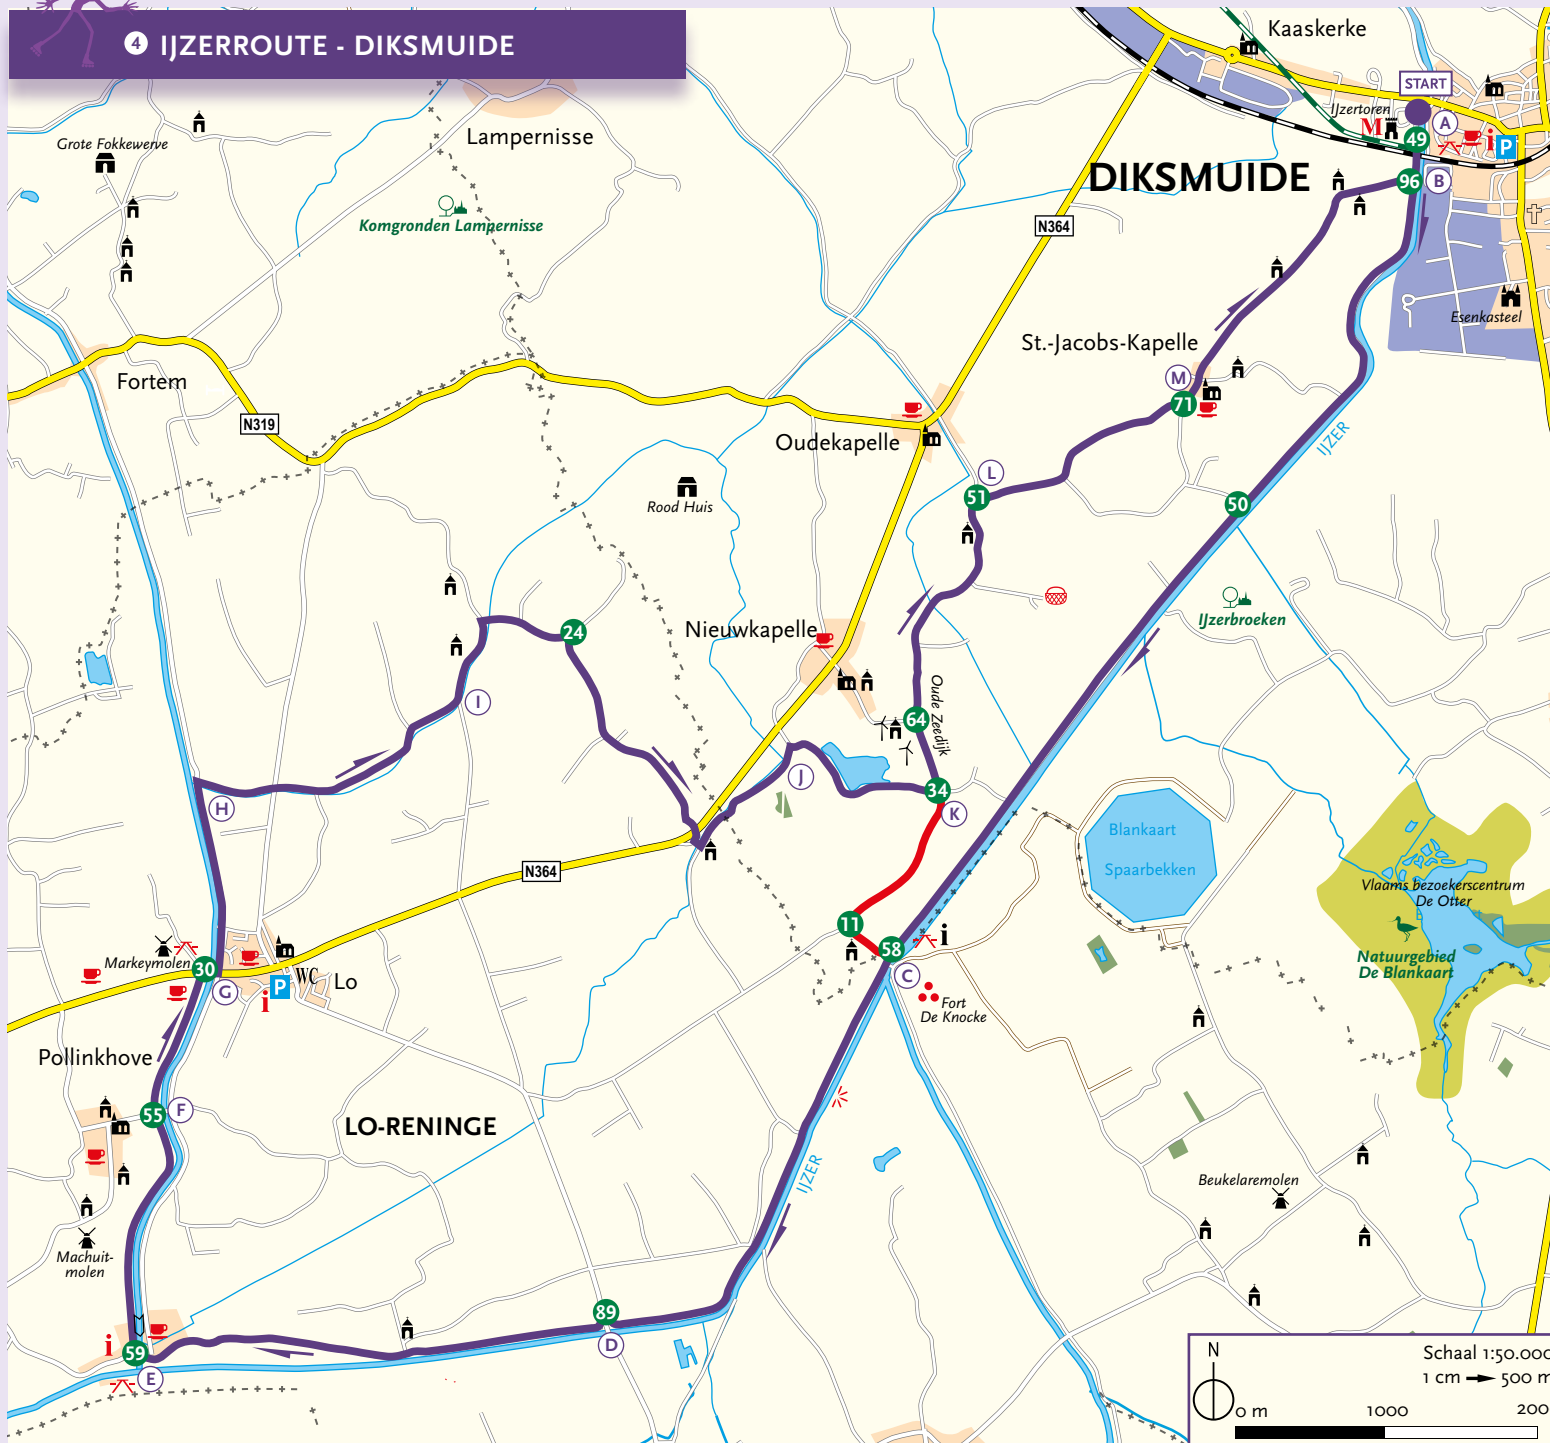 4 IJZERROUTE - DIKSMUIDE
Kaaskerke
START
IJzertoren
M
A
49
i
P
Lampernisse
Grote Fokkewerve
DIKSMUIDE
96
B
Komgronden Lampernisse
N364
Esenkasteel
St.-Jacobs-Kapelle
Fortem
M
71
N319
IJZER
Oudekapelle
L
51
50
Rood Huis
IJzerbroeken
Nieuwkapelle
24
I
Oude Zeedijk
64
J
34
K
H
Blankaart
Spaarbekken
N364
Vlaams bezoekerscentrum
De Otter
11
58
i
C
Markeymolen
30
G
WC
P
i
Lo
Natuurgebied
De Blankaart
Fort
De Knocke
Pollinkhove
55
F
LO-RENINGE
IJZER
Beukelaremolen
Machuit-
molen
89
D
i
59
E
N
Schaal 1:50.000
1 cm 500 m
0 m 1000 200